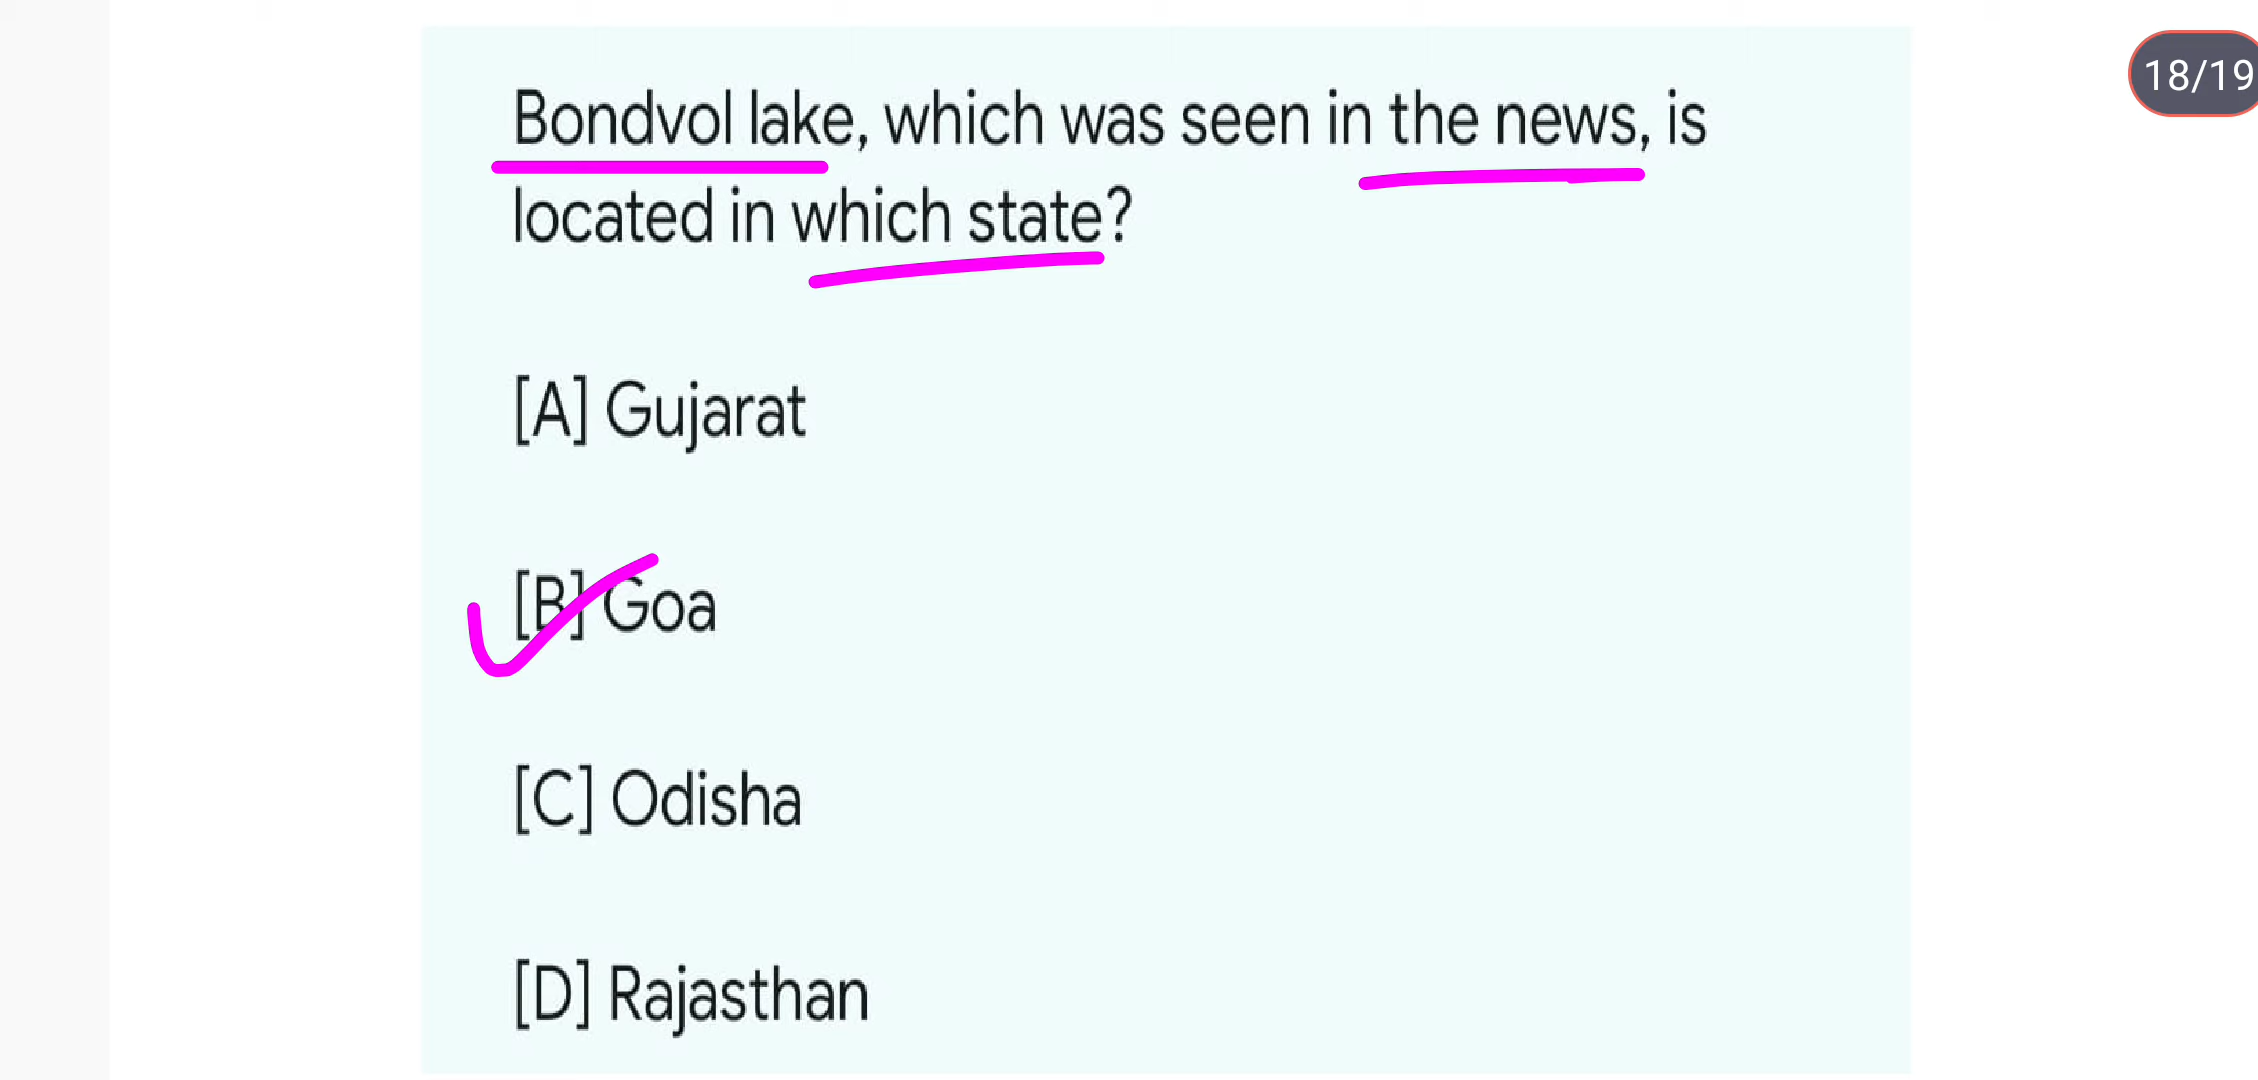 18/19
Bondvol lake, which was seen in the news, is
located in which state?
[A] Gujarat
[B] Goa
[C] Odisha
[D] Rajasthan